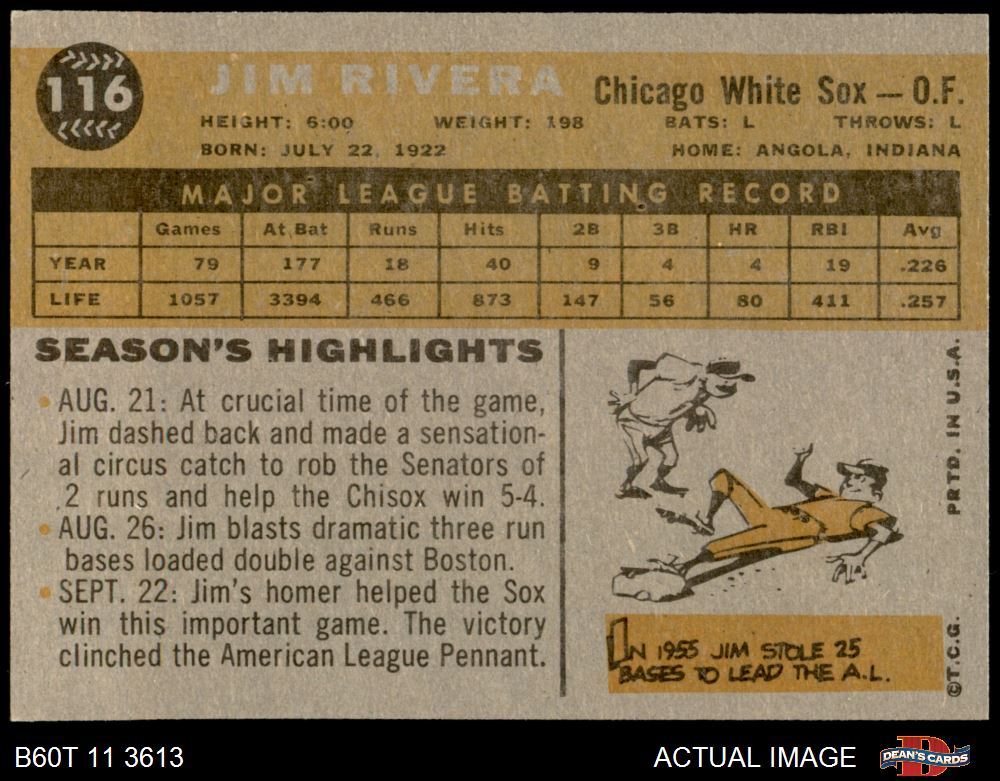 116
JIM RIVERA
Chicago White Sox — O.F.
HEIGHT: 6:00 WEIGHT: 198 BATS: L THROWS: L
BORN: JULY 22, 1922 HOME: ANGOLA, INDIANA
MAJOR LEAGUE BATTING RECORD
Games At Bat Runs Hits 2B 3B HR RBI Avg
YEAR 79 177 18 40 9 4 4 19 .226
LIFE 1057 3394 466 873 147 56 80 411 .257
SEASON'S HIGHLIGHTS
• AUG. 21: At crucial time of the game,
Jim dashed back and made a sensation-
al circus catch to rob the Senators of
2 runs and help the Chisox win 5-4.
• AUG. 26: Jim blasts dramatic three run
bases loaded double against Boston.
• SEPT. 22: Jim's homer helped the Sox
win this important game. The victory
clinched the American League Pennant.
IN 1955 JIM STOLE 25
BASES TO LEAD THE A.L.
PRTD. IN U.S.A.
©T.C.G.
B60T 11 3613
ACTUAL IMAGE
DEAN'S CARDS